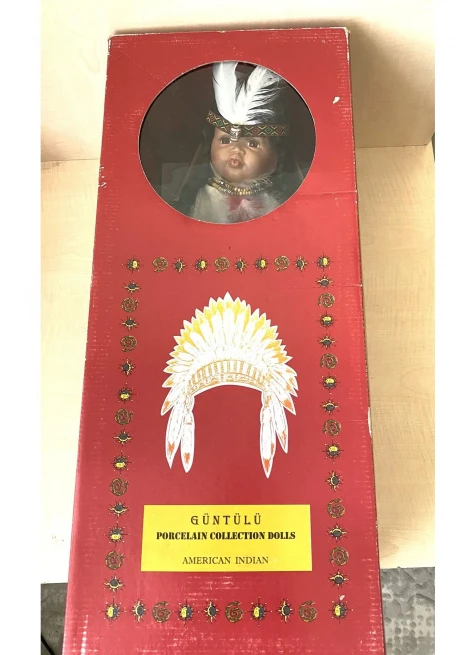 GÜNTÜLÜ
PORCELAIN COLLECTION DOLLS
AMERICAN INDIAN